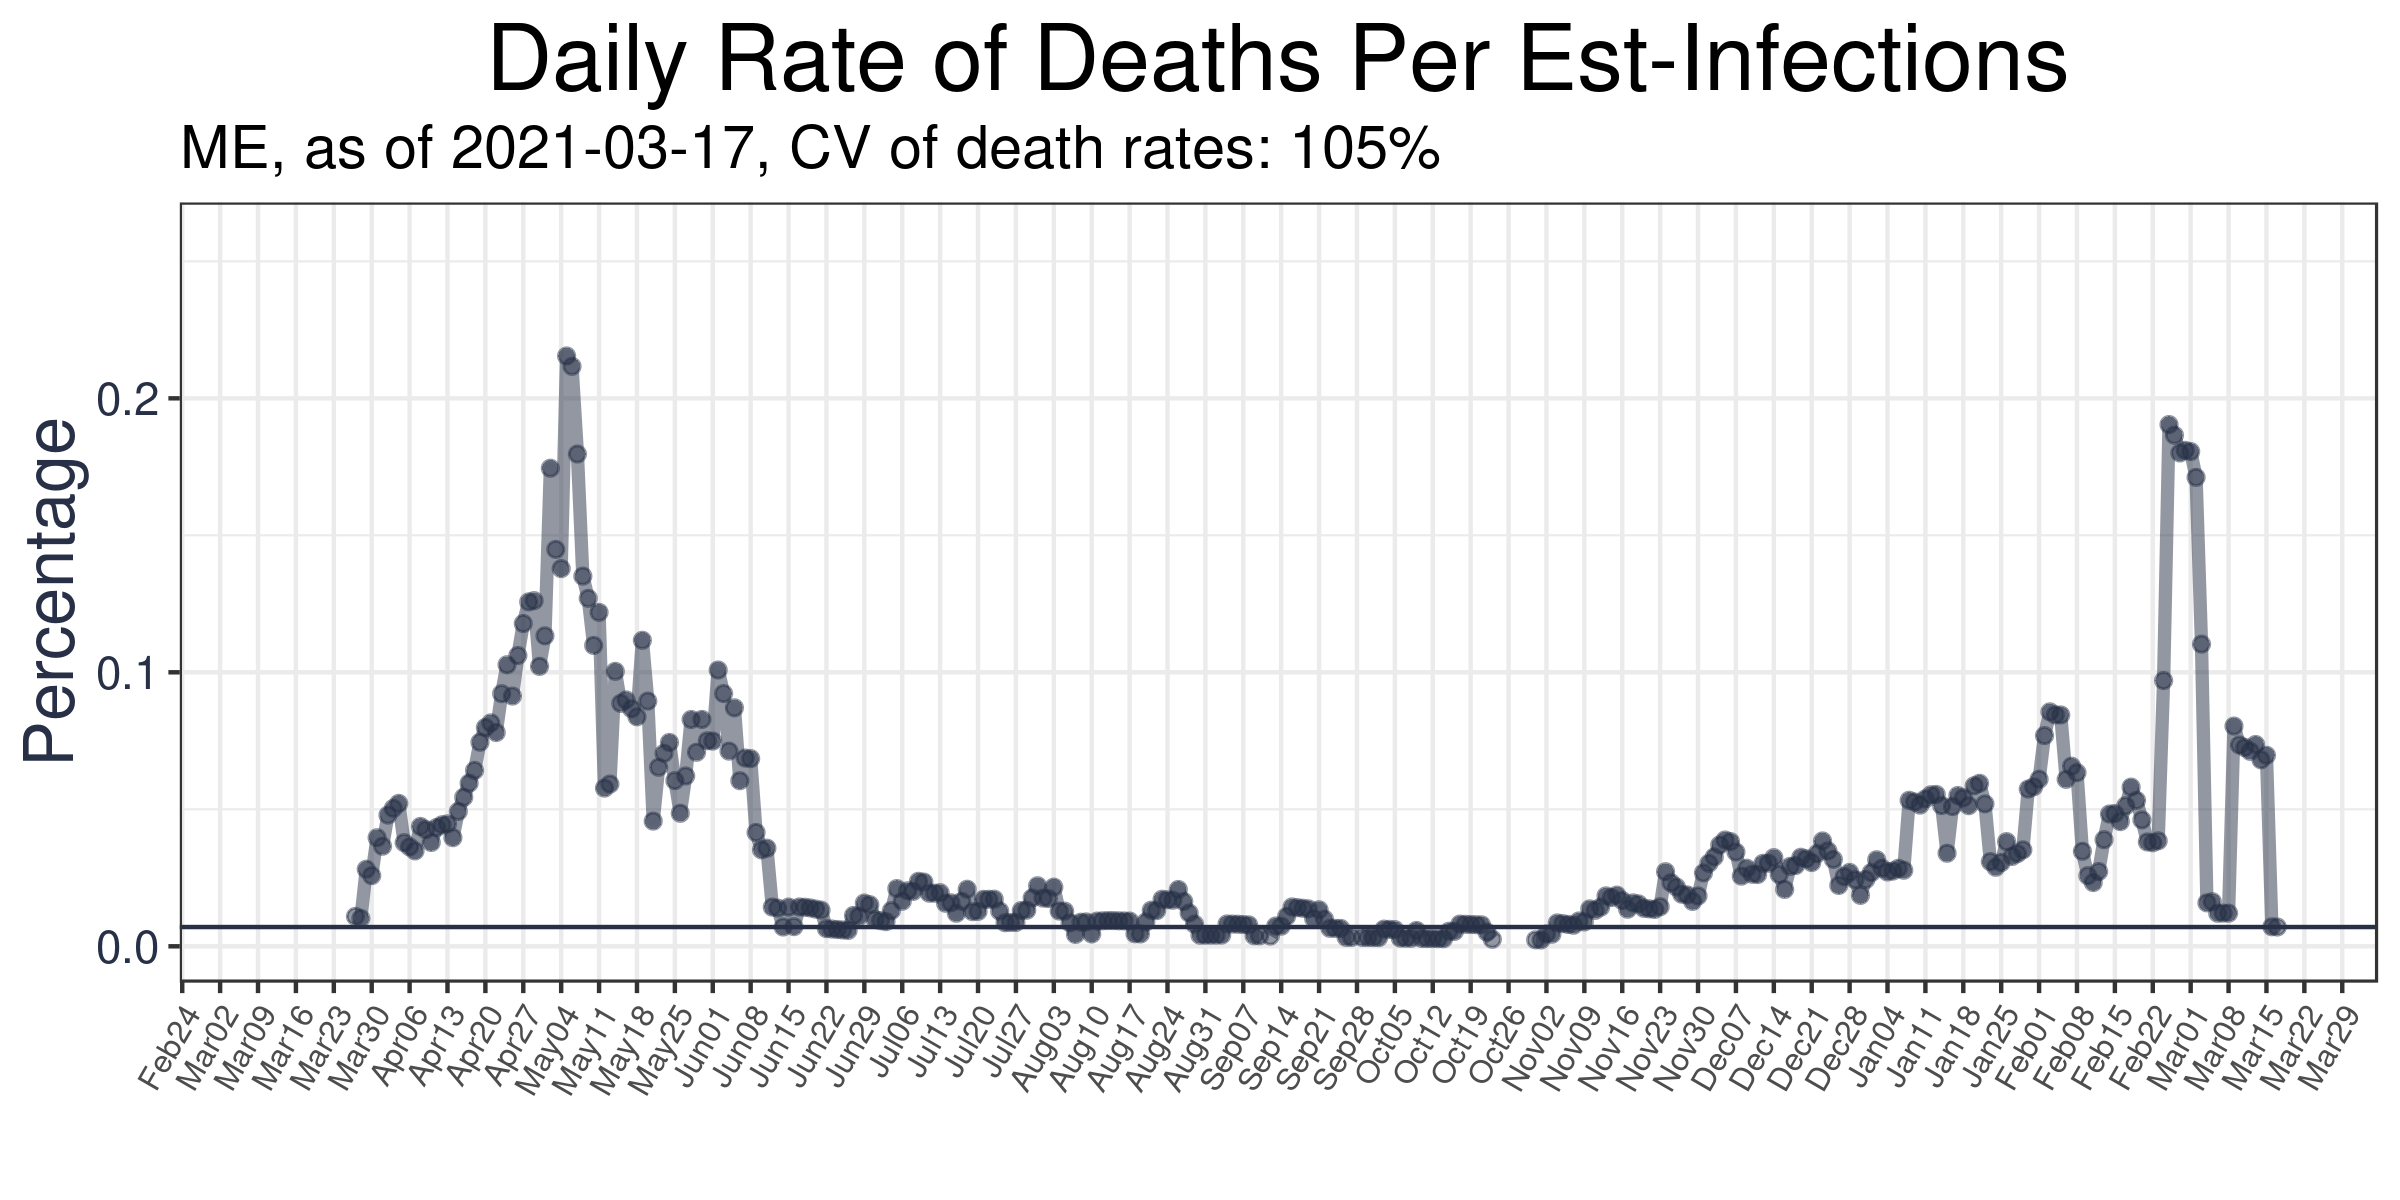 Daily Rate of Deaths Per Est-Infections
ME, as of 2021-03-17, CV of death rates: 105%
Percentage
0.2
0.1
0.0
Feb24
Mar02
Mar09
Mar16
Mar23
Mar30
Apr06
Apr13
Apr20
Apr27
May04
May11
May18
May25
Jun01
Jun08
Jun15
Jun22
Jun29
Jul06
Jul13
Jul20
Jul27
Aug03
Aug10
Aug17
Aug24
Aug31
Sep07
Sep14
Sep21
Sep28
Oct05
Oct12
Oct19
Oct26
Nov02
Nov09
Nov16
Nov23
Nov30
Dec07
Dec14
Dec21
Dec28
Jan04
Jan11
Jan18
Jan25
Feb01
Feb08
Feb15
Feb22
Mar01
Mar08
Mar15
Mar22
Mar29